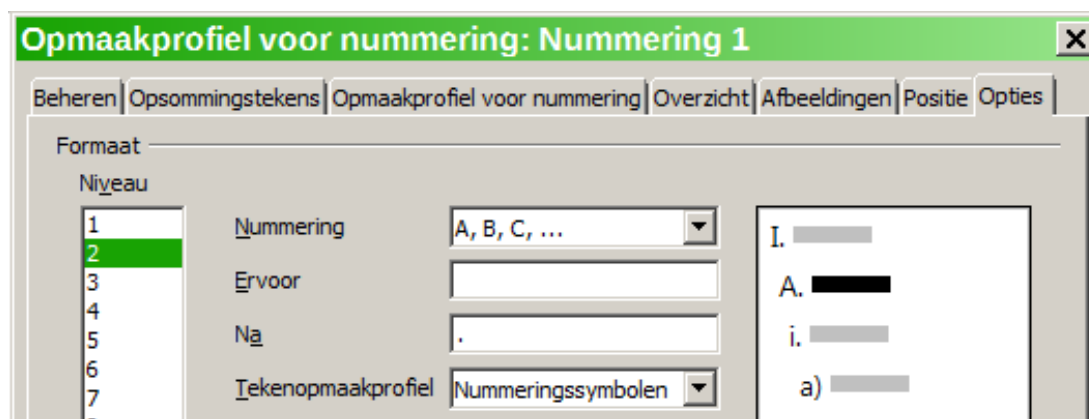 Opmaakprofiel voor nummering: Nummering 1
Beheren Opsommingstekens Opmaakprofiel voor nummering Overzicht Afbeeldingen Positie Opties
Formaat
Niveau
1
2
3
4
5
6
7
Nummering A, B, C, ...
Ervoor
Na .
Tekenopmaakprofiel Nummeringssymbolen
I.
A.
i.
a)